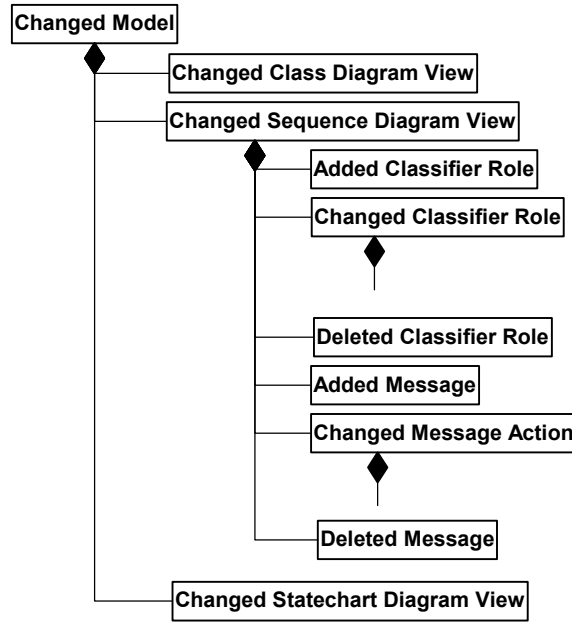 Changed Model
Changed Class Diagram View
Changed Sequence Diagram View
Added Classifier Role
Changed Classifier Role
Deleted Classifier Role
Added Message
Changed Message Action
Deleted Message
Changed Statechart Diagram View